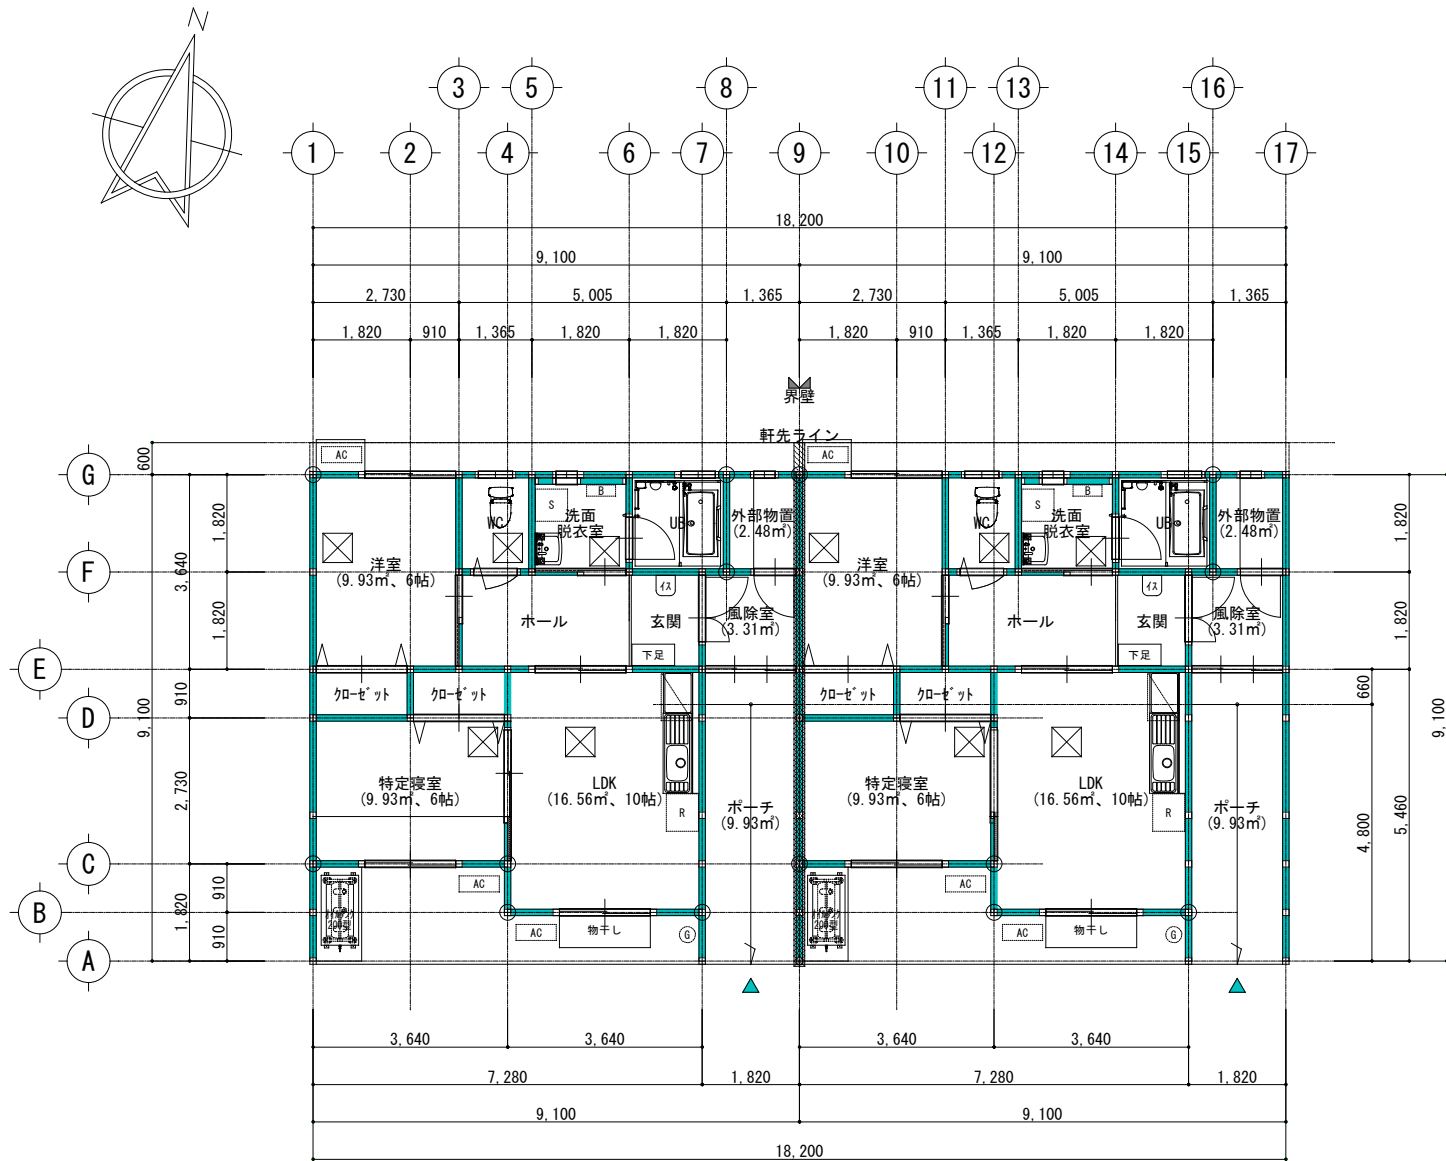 N
3
5
8
11
13
16
1
2
4
6
7
9
10
12
14
15
17
18,200
9,100
9,100
2,730
5,005
1,365
2,730
5,005
1,365
1,820
910
1,365
1,820
1,820
1,820
910
1,365
1,820
1,820
界壁
軒先ライン
G
F
E
D
C
B
A
600
1,820
3,640
1,820
910
9,100
2,730
910
1,820
910
AC
WC
S
B
洗面
脱衣室
UB
外部物置
(2.48㎡)
洋室
(9.93㎡、6帖)
ホール
イス
玄関
下足
風除室
(3.31㎡)
クローゼット
クローゼット
特定寝室
(9.93㎡、6帖)
LDK
(16.56㎡、10帖)
R
ポーチ
(9.93㎡)
AC
AC
物干し
G
AC
WC
S
B
洗面
脱衣室
UB
外部物置
(2.48㎡)
洋室
(9.93㎡、6帖)
ホール
イス
玄関
下足
風除室
(3.31㎡)
クローゼット
クローゼット
特定寝室
(9.93㎡、6帖)
LDK
(16.56㎡、10帖)
R
ポーチ
(9.93㎡)
AC
AC
物干し
G
1,820
1,820
660
9,100
5,460
4,800
3,640
3,640
3,640
3,640
7,280
1,820
7,280
1,820
9,100
9,100
18,200